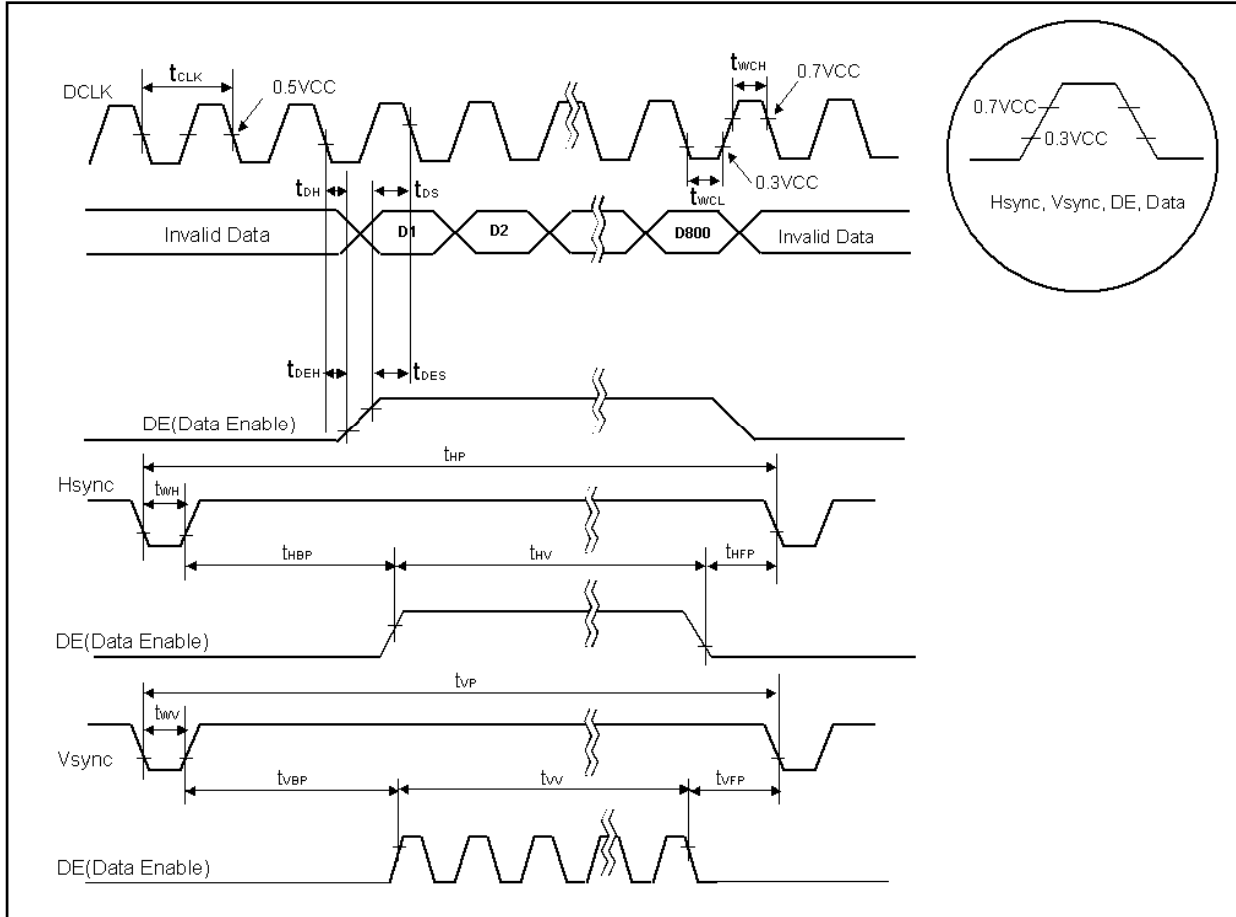 DCLK
tCLK
0.5VCC
tWCH
0.7VCC
0.7VCC
0.3VCC
Hsync, Vsync, DE, Data
tDH
tDS
tWCL
0.3VCC
Invalid Data
D1
D2
D800
Invalid Data
tDEH
tDES
DE(Data Enable)
tHP
Hsync
tWH
tHBP
tHV
tHFP
DE(Data Enable)
tVP
tWV
Vsync
tVBP
tVV
tVFP
DE(Data Enable)